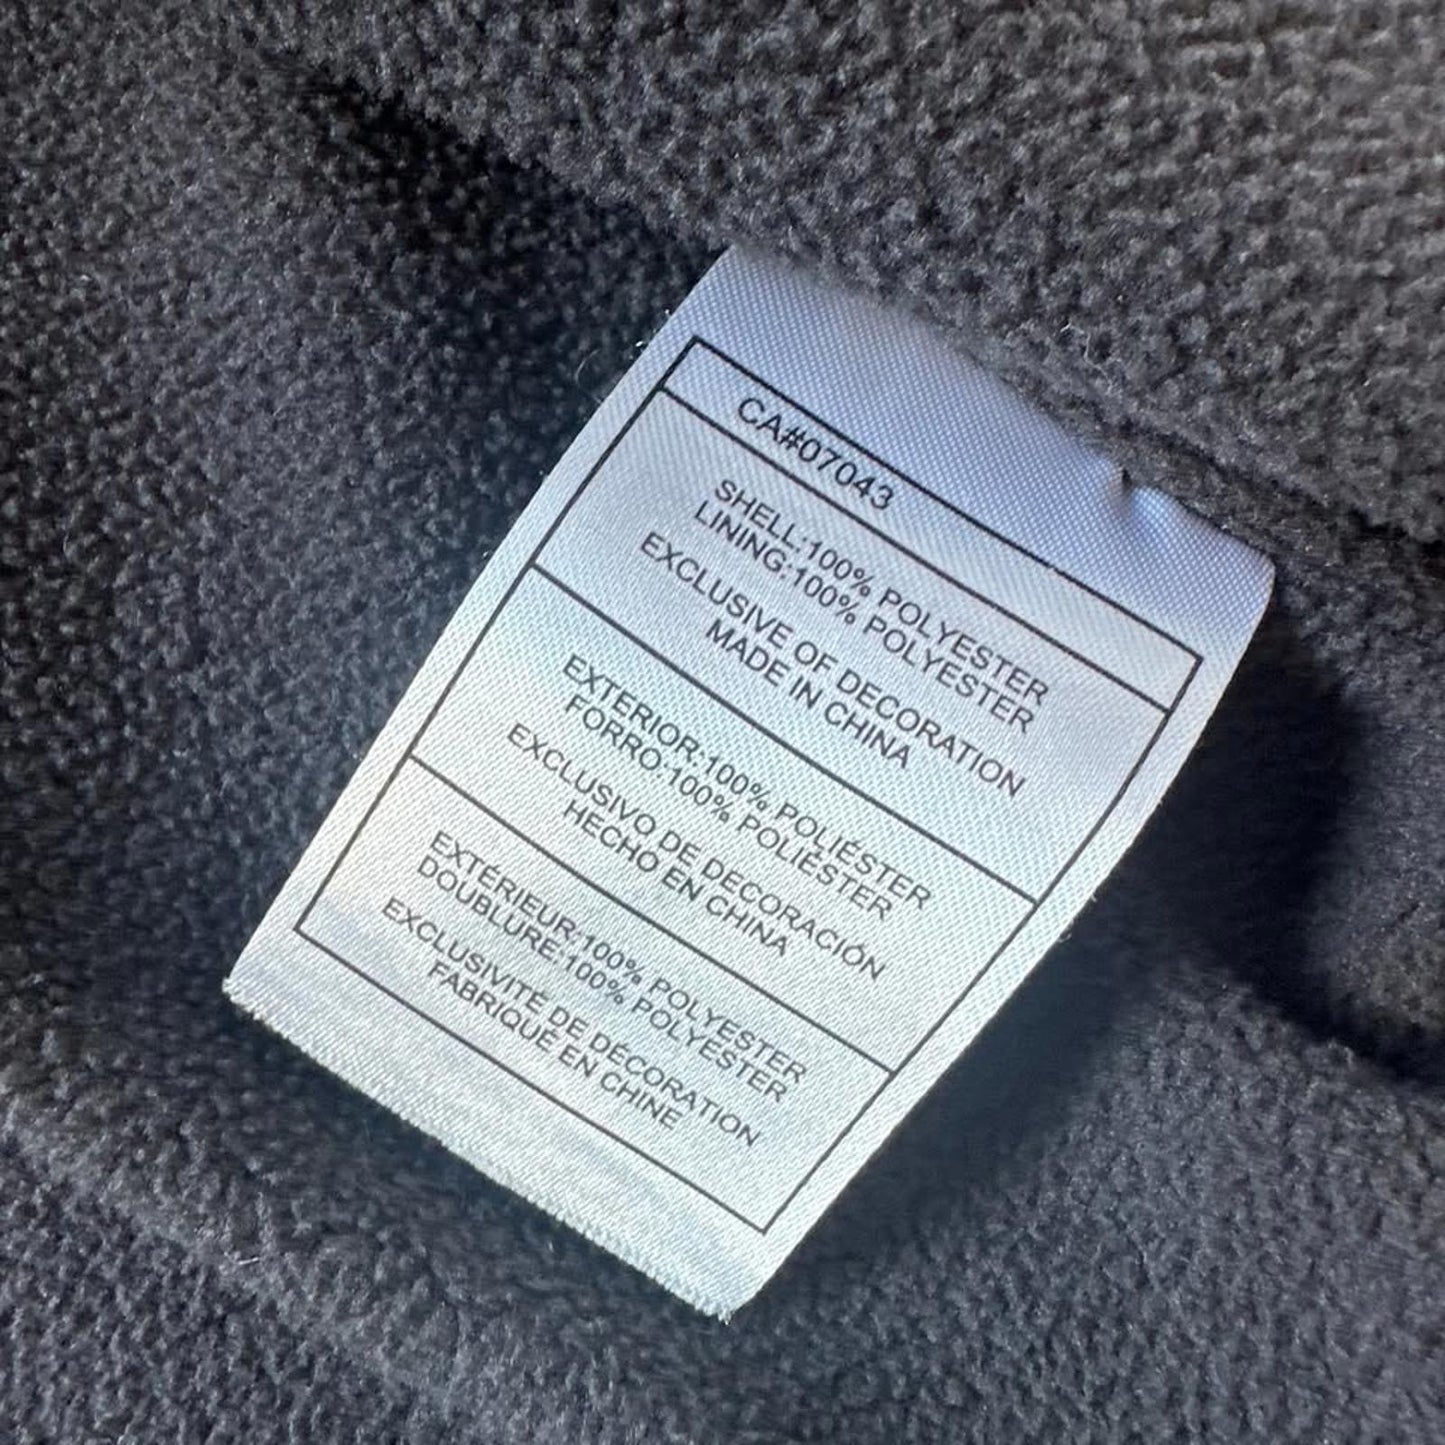 CA#07043
SHELL:100% POLYESTER
LINING:100% POLYESTER
EXCLUSIVE OF DECORATION
MADE IN CHINA
EXTERIOR:100% POLIÉSTER
FORRO:100% POLIÉSTER
EXCLUSIVO DE DECORACIÓN
HECHO EN CHINA
EXTÉRIEUR:100% POLYESTER
DOUBLURE:100% POLYESTER
EXCLUSIVITÉ DE DÉCORATION
FABRIQUÉ EN CHINE